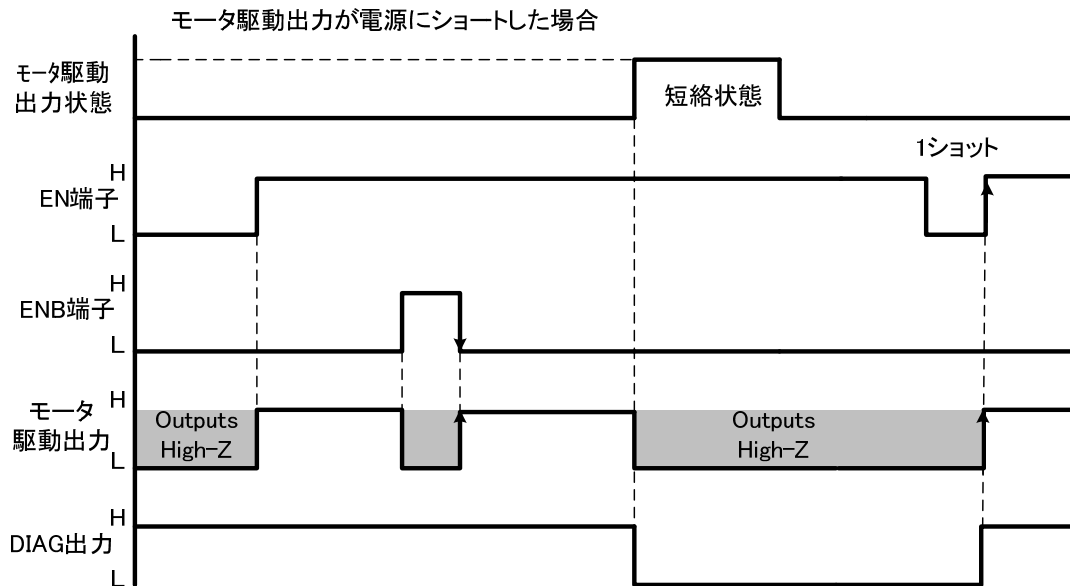 モータ駆動出力が電源にショートした場合
ﾓｰﾀ駆動
出力状態
短絡状態
1ショット
H
EN端子
L
H
ENB端子
L
H
モータ
駆動出力
L
Outputs
High-Z
Outputs
High-Z
H
DIAG出力
L